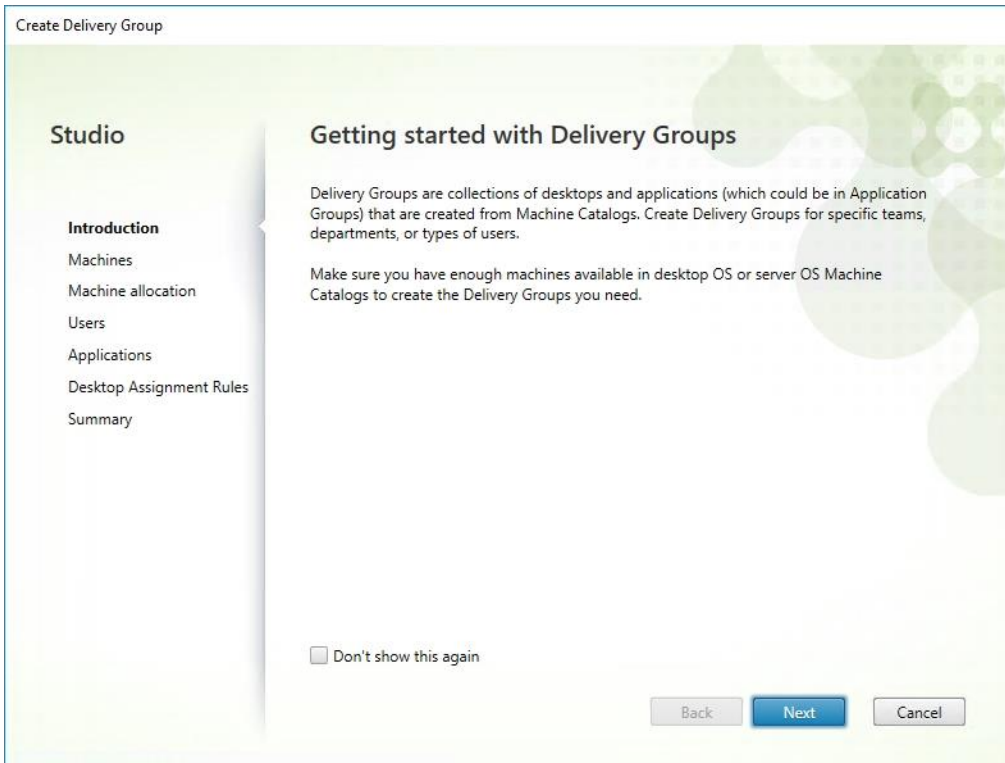 Create Delivery Group
Studio
Introduction
Machines
Machine allocation
Users
Applications
Desktop Assignment Rules
Summary
Getting started with Delivery Groups
Delivery Groups are collections of desktops and applications (which could be in Application
Groups) that are created from Machine Catalogs. Create Delivery Groups for specific teams,
departments, or types of users.
Make sure you have enough machines available in desktop OS or server OS Machine
Catalogs to create the Delivery Groups you need.
Don't show this again
Back
Next
Cancel